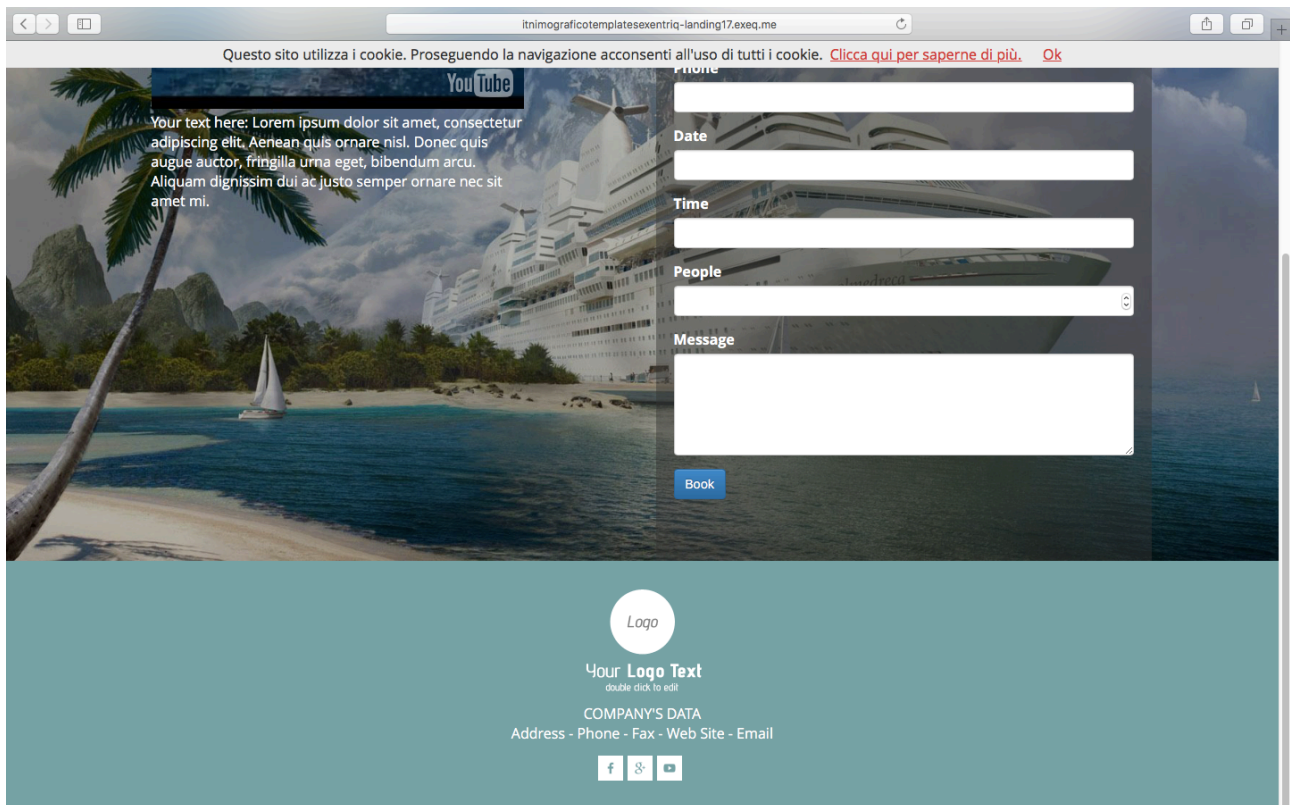 itnimograficotemplatesexentriq-landing17.exeq.me
Questo sito utilizza i cookie. Proseguendo la navigazione acconsenti all'uso di tutti i cookie. Clicca qui per saperne di più. Ok
YouTube
Your text here: Lorem ipsum dolor sit amet, consectetur
adipiscing elit. Aenean quis ornare nisl. Donec quis
augue auctor, fringilla urna eget, bibendum arcu.
Aliquam dignissim dui ac justo semper ornare nec sit
amet mi.
Phone
Date
Time
People
Message
Book
Logo
Your Logo Text
double click to edit
COMPANY'S DATA
Address - Phone - Fax - Web Site - Email